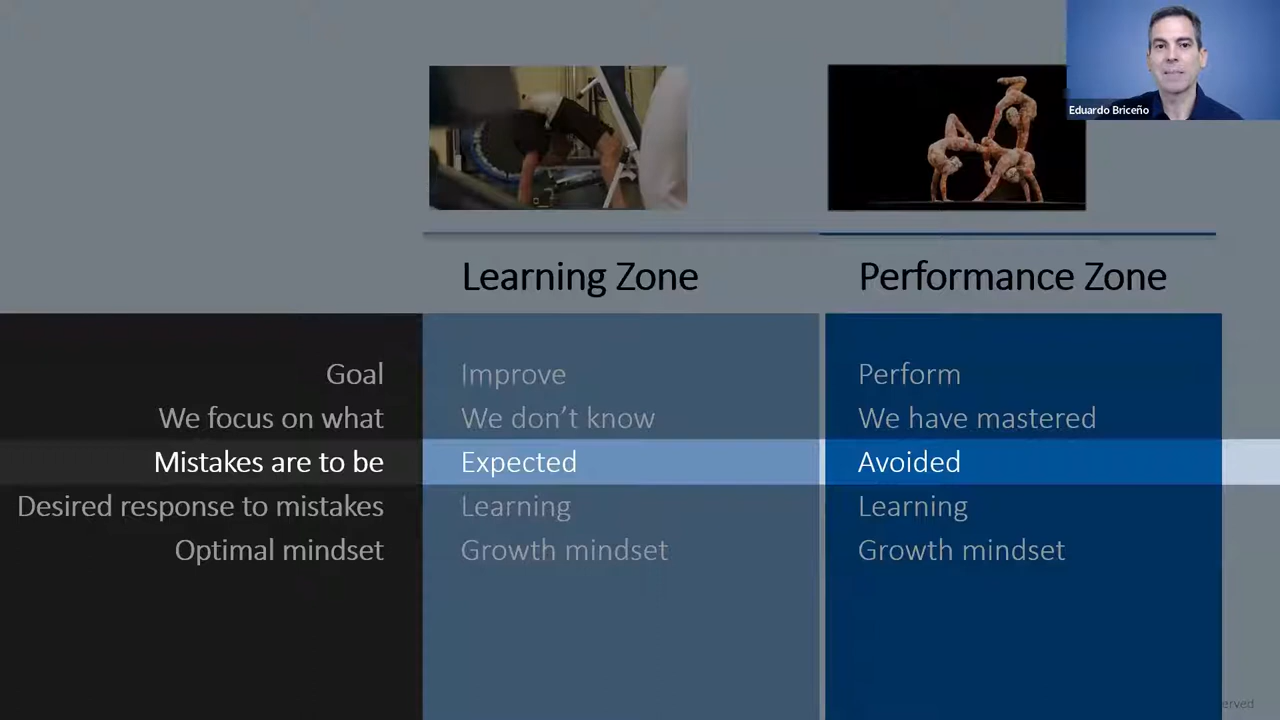 Eduardo Briceño
Learning Zone Performance Zone
Goal Improve Perform
We focus on what We don’t know We have mastered
Mistakes are to be Expected Avoided
Desired response to mistakes Learning Learning
Optimal mindset Growth mindset Growth mindset
erved